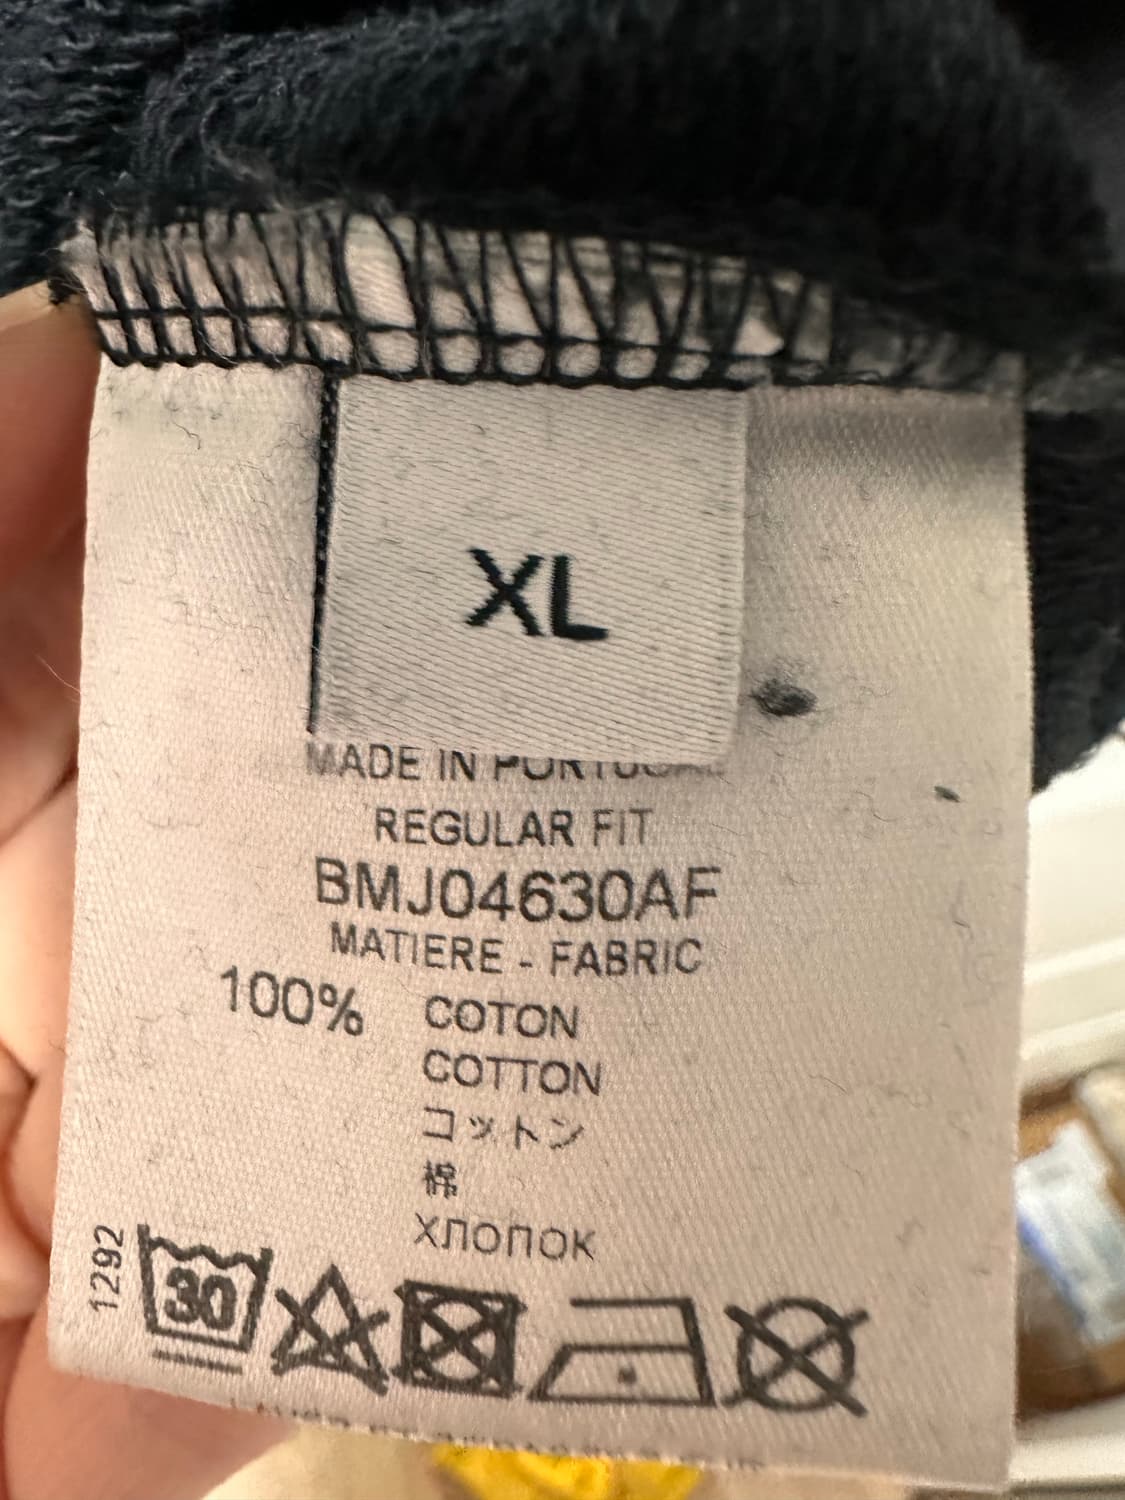 XL
MADE IN PORTUGAL
REGULAR FIT
BMJ04630AF
MATIERE - FABRIC
100% COTON
COTTON
コットン
棉
ХЛОПОК
1292
30